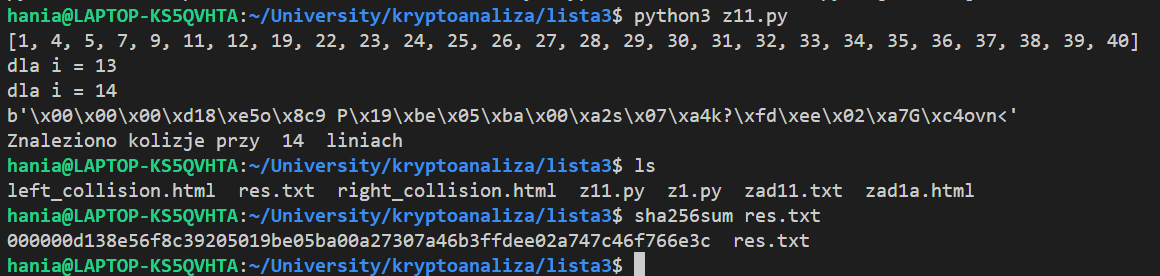 hania@LAPTOP-KS5QVHTA:~/University/kryptoanaliza/lista3$ python3 z11.py
[1, 4, 5, 7, 9, 11, 12, 19, 22, 23, 24, 25, 26, 27, 28, 29, 30, 31, 32, 33, 34, 35, 36, 37, 38, 39, 40]
dla i = 13
dla i = 14
b'\x00\x00\x00\xd18\xe5o\x8c9 P\x19\xbe\x05\xba\x00\xa2s\x07\xa4k?\xfd\xee\x02\xa7G\xc4ovn<'
Znaleziono kolizje przy  14  liniach
hania@LAPTOP-KS5QVHTA:~/University/kryptoanaliza/lista3$ ls
left_collision.html  res.txt  right_collision.html  z11.py  z1.py  zad11.txt  zad1a.html
hania@LAPTOP-KS5QVHTA:~/University/kryptoanaliza/lista3$ sha256sum res.txt
000000d138e56f8c39205019be05ba00a27307a46b3ffdee02a747c46f766e3c  res.txt
hania@LAPTOP-KS5QVHTA:~/University/kryptoanaliza/lista3$